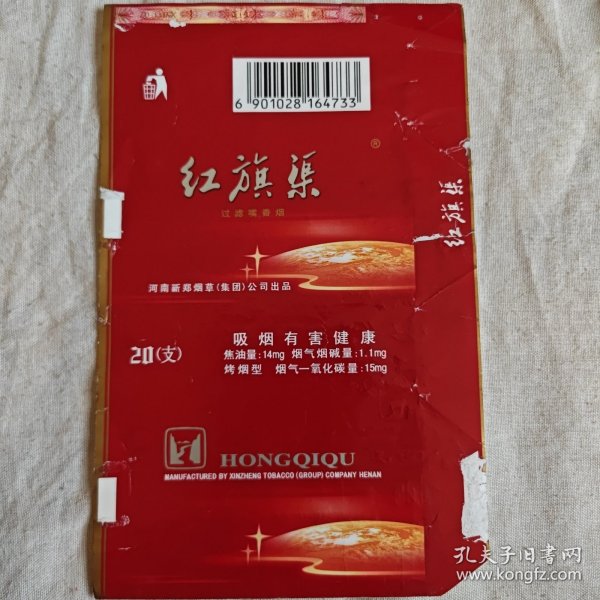 6 901028 164733
红旗渠
®
过滤嘴香烟
红旗渠
河南新郑烟草(集团)公司出品
吸烟有害健康
20(支)
焦油量:14mg 烟气烟碱量:1.1mg
烤烟型 烟气一氧化碳量:15mg
HONGQIQU
MANUFACTURED BY XINZHENG TOBACCO (GROUP) COMPANY HENAN
孔夫子旧书网
www.kongfz.com